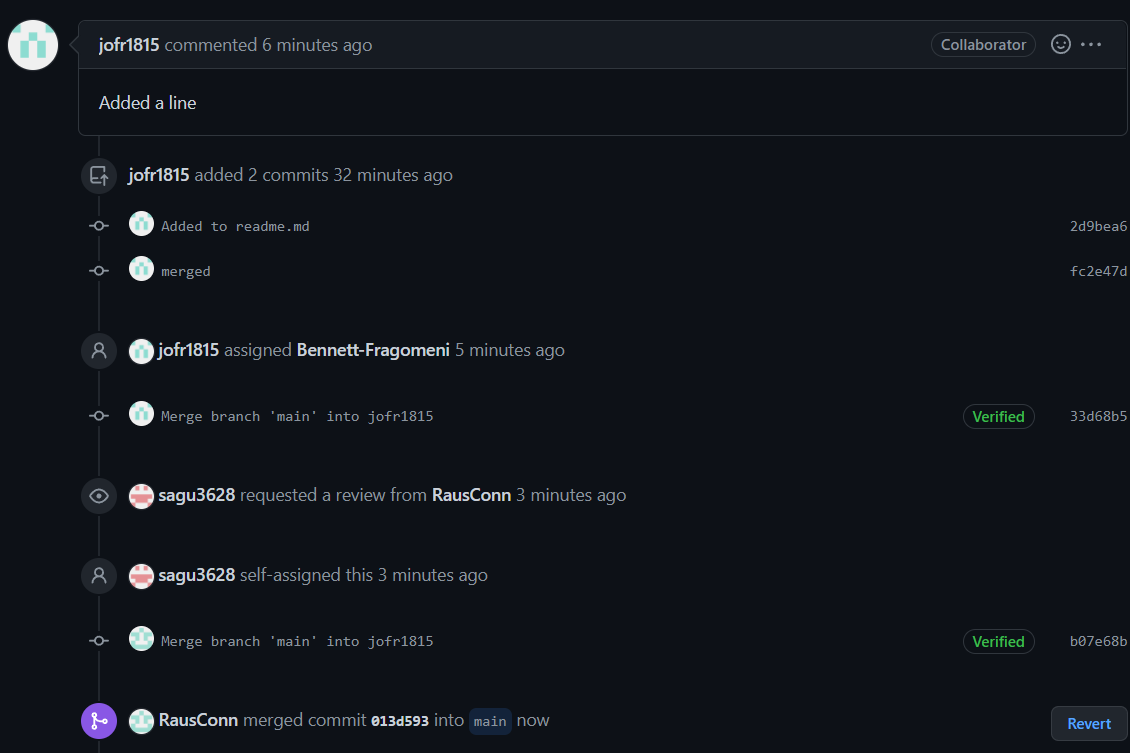 jofr1815 commented 6 minutes ago Collaborator
Added a line
jofr1815 added 2 commits 32 minutes ago
Added to readme.md 2d9bea6
merged fc2e47d
jofr1815 assigned Bennett-Fragomeni 5 minutes ago
Merge branch 'main' into jofr1815 Verified 33d68b5
sagu3628 requested a review from RausConn 3 minutes ago
sagu3628 self-assigned this 3 minutes ago
Merge branch 'main' into jofr1815 Verified b07e68b
RausConn merged commit 013d593 into main now Revert